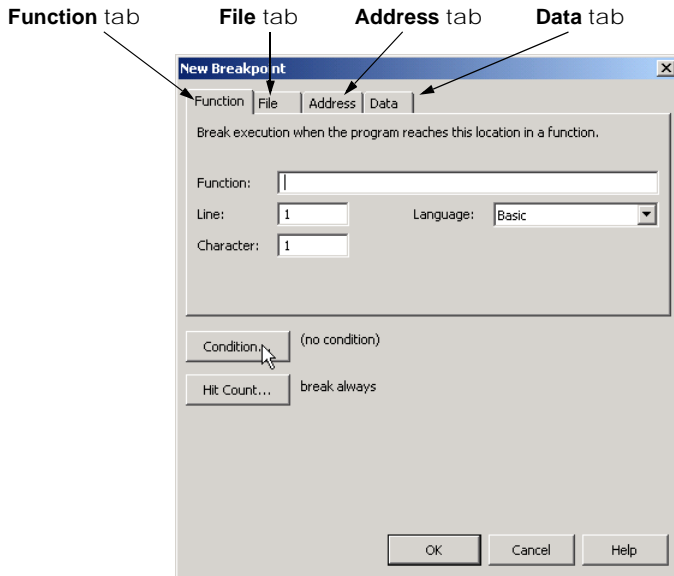 Function tab File tab Address tab Data tab
New Breakpoint
Function File Address Data
Break execution when the program reaches this location in a function.
Function:
Line: 1 Language: Basic
Character: 1
Condition... (no condition)
Hit Count... break always
OK Cancel Help